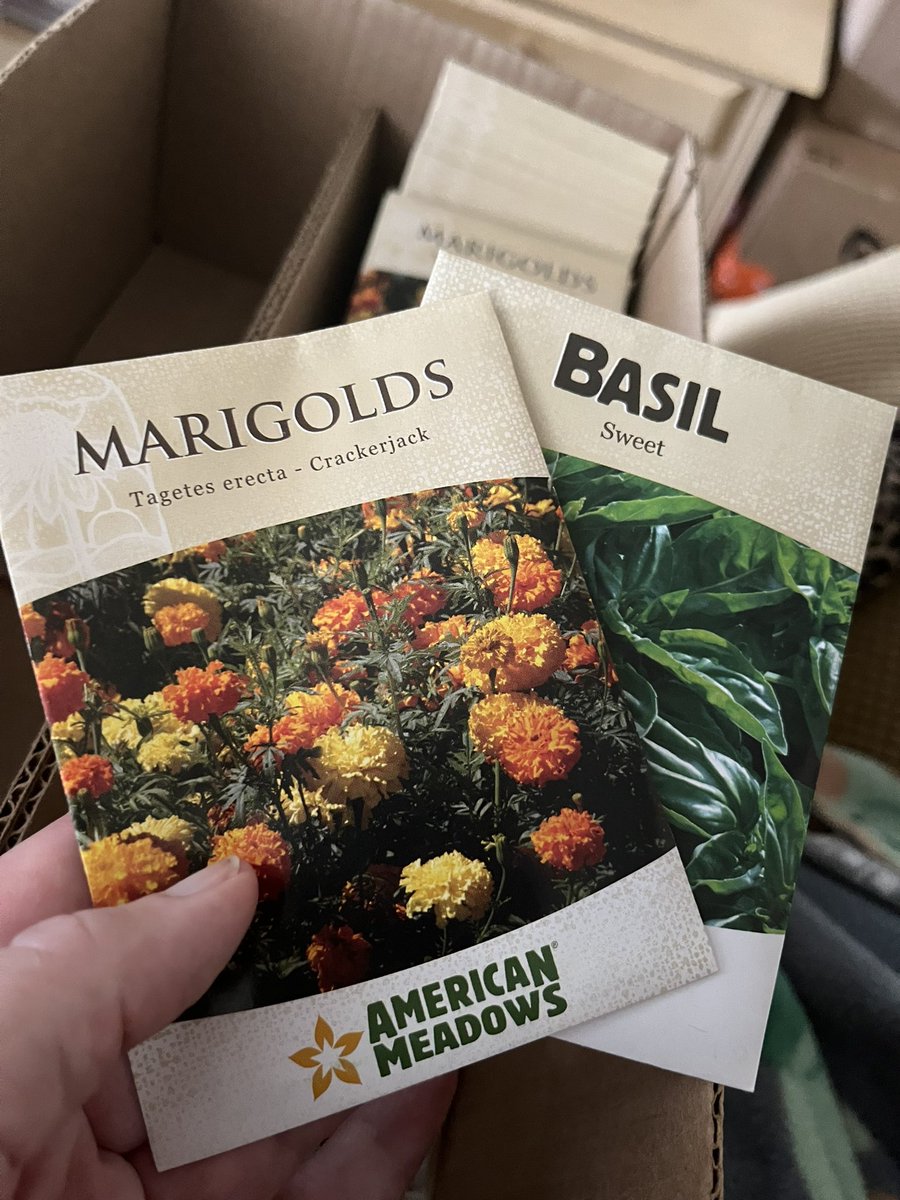 MARIGOLDS
MARIGOLDS
Tagetes erecta - Crackerjack
BASIL
Sweet
AMERICAN
MEADOWS®